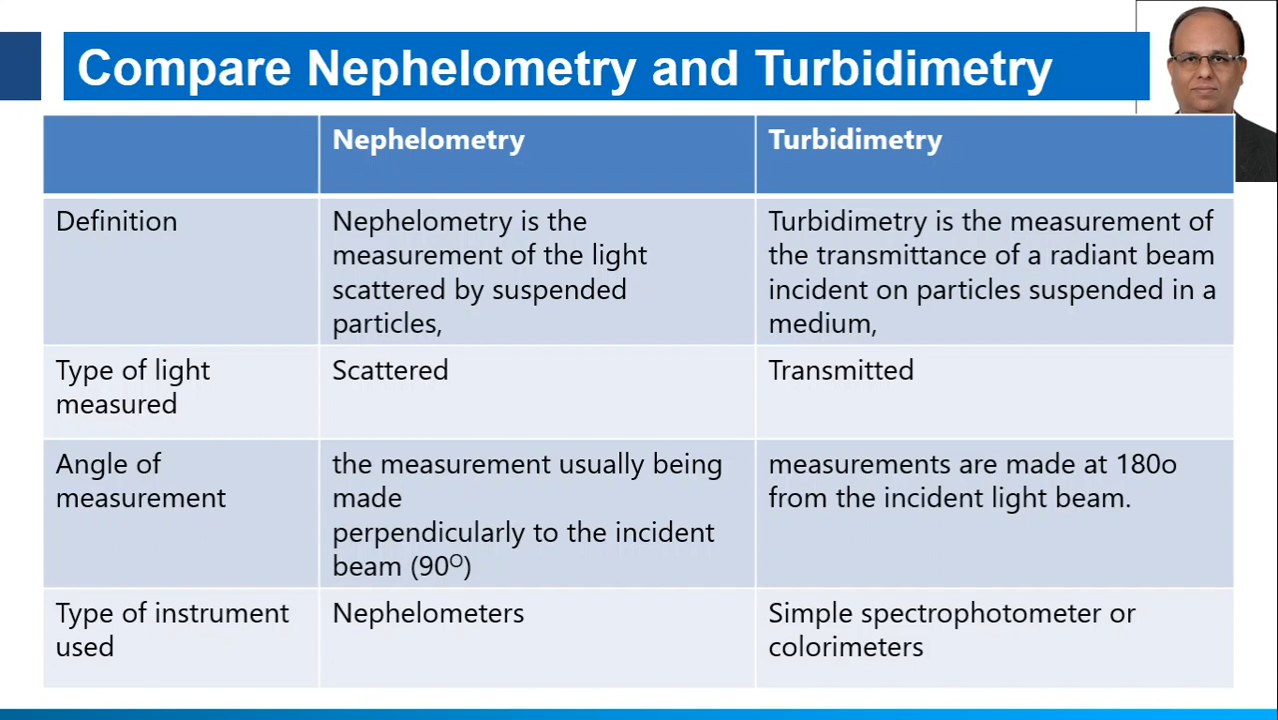 Compare Nephelometry and Turbidimetry
Nephelometry
Turbidimetry
Definition
Nephelometry is the
measurement of the light
scattered by suspended
particles,
Turbidimetry is the measurement of
the transmittance of a radiant beam
incident on particles suspended in a
medium,
Type of light
measured
Scattered
Transmitted
Angle of
measurement
the measurement usually being
made
perpendicularly to the incident
beam (90ᴼ)
measurements are made at 180o
from the incident light beam.
Type of instrument
used
Nephelometers
Simple spectrophotometer or
colorimeters